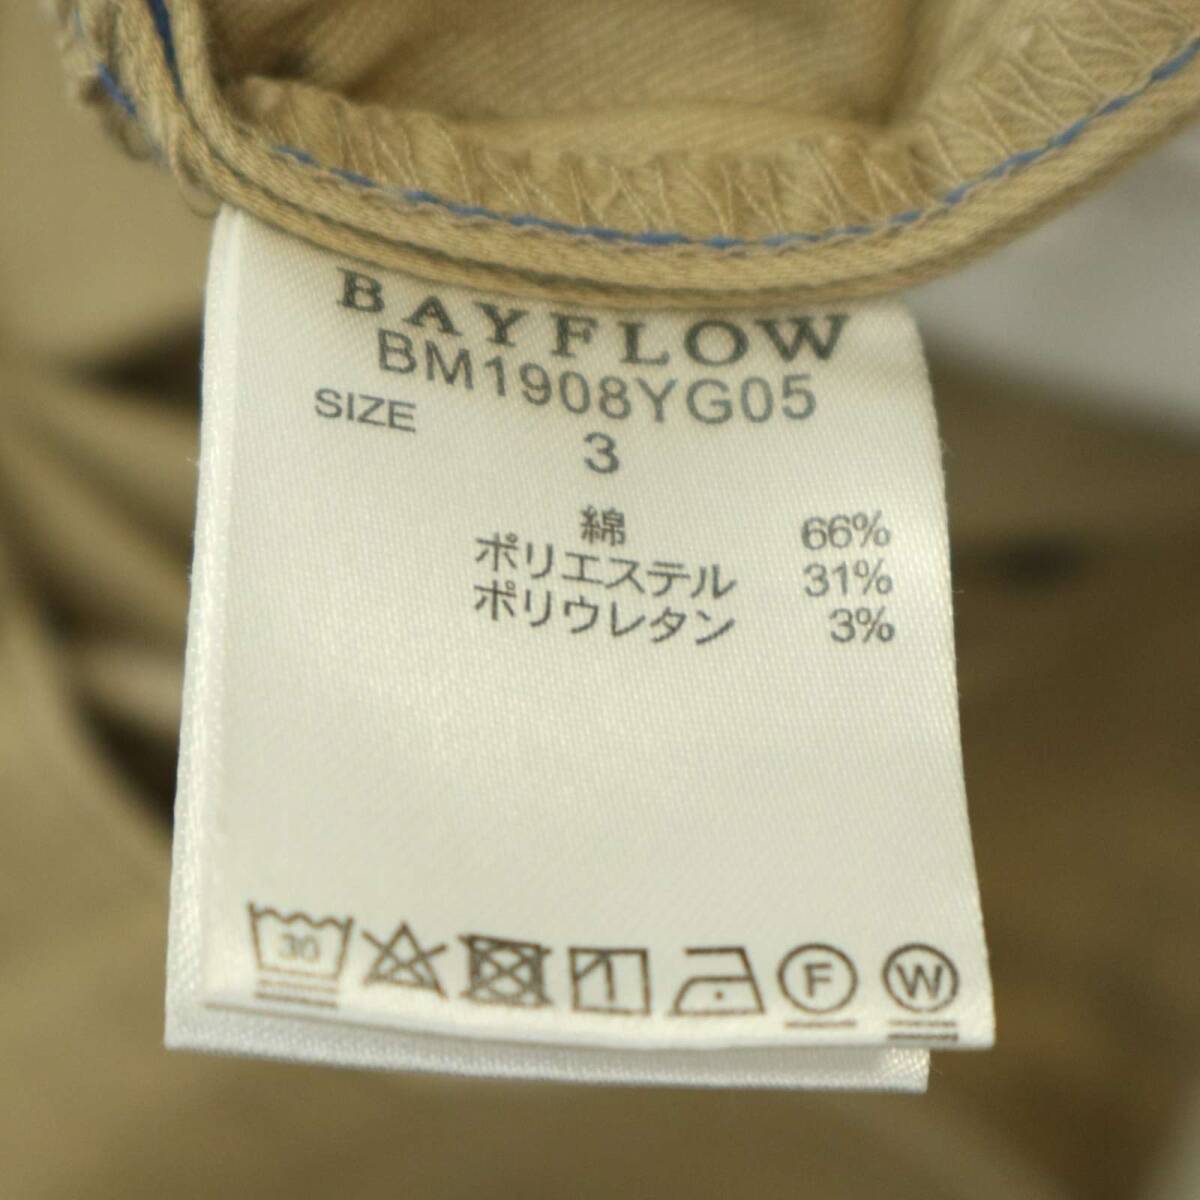 BAYFLOW
BM1908YG05
SIZE
3
綿 66%
ポリエステル 31%
ポリウレタン 3%
30 F W